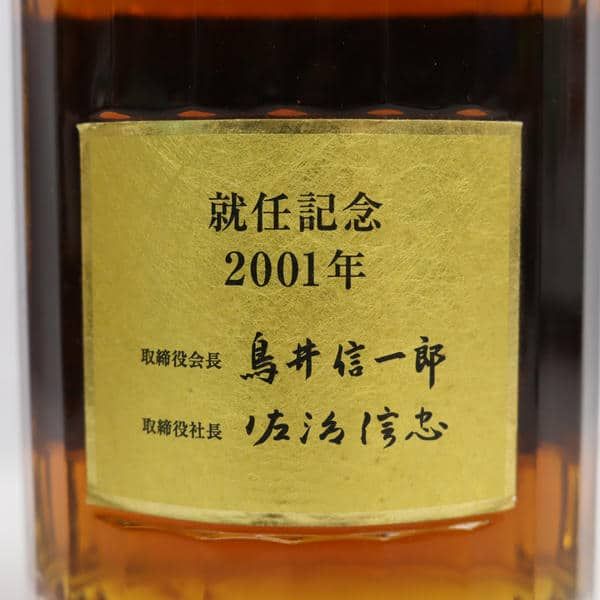 就任記念
2001年
取締役会長 鳥井信一郎
取締役社長 佐治信忠